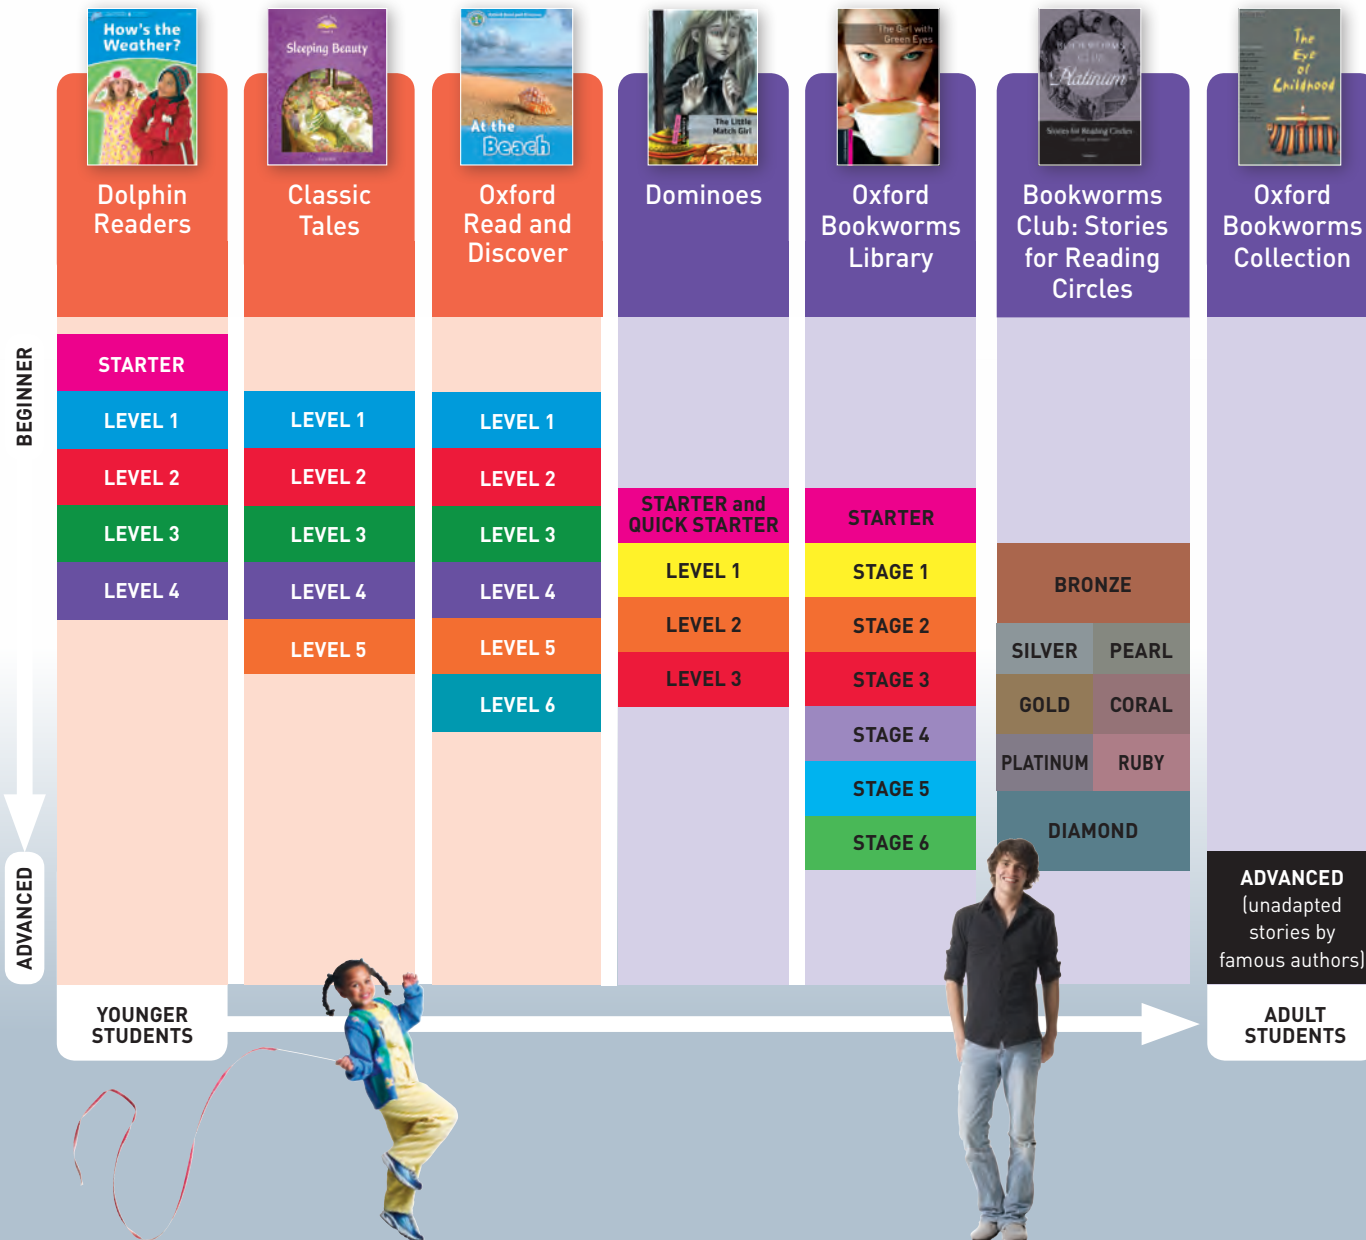 How's the
Weather?
Sleeping Beauty
At the
Beach
The Little
Match Girl
The Girl with
Green Eyes
Platinum
Stories for Reading Circles
The
Eye
of
Childhood
Dolphin
Readers
Classic
Tales
Oxford
Read and
Discover
Dominoes
Oxford
Bookworms
Library
Bookworms
Club: Stories
for Reading
Circles
Oxford
Bookworms
Collection
BEGINNER
ADVANCED
STARTER
LEVEL 1
LEVEL 2
LEVEL 3
LEVEL 4
LEVEL 1
LEVEL 2
LEVEL 3
LEVEL 4
LEVEL 5
LEVEL 1
LEVEL 2
LEVEL 3
LEVEL 4
LEVEL 5
LEVEL 6
STARTER and
QUICK STARTER
LEVEL 1
LEVEL 2
LEVEL 3
STARTER
STAGE 1
STAGE 2
STAGE 3
STAGE 4
STAGE 5
STAGE 6
BRONZE
SILVER PEARL
GOLD CORAL
PLATINUM RUBY
DIAMOND
ADVANCED
(unadapted
stories by
famous authors)
YOUNGER
STUDENTS
ADULT
STUDENTS